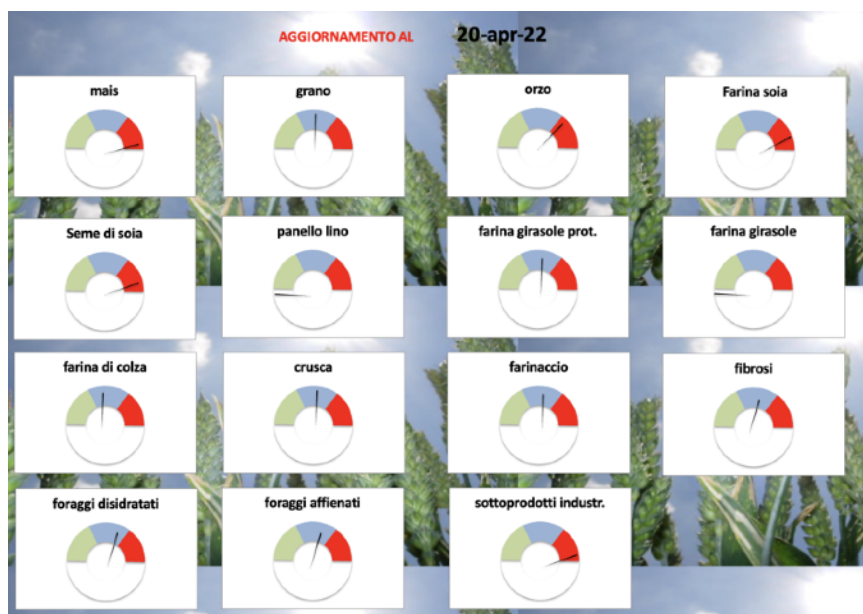 AGGIORNAMENTO AL 20-apr-22
mais
grano
orzo
Farina soia
Seme di soia
panello lino
farina girasole prot.
farina girasole
farina di colza
crusca
farinaccio
fibrosi
foraggi disidratati
foraggi affienati
sottoprodotti industr.